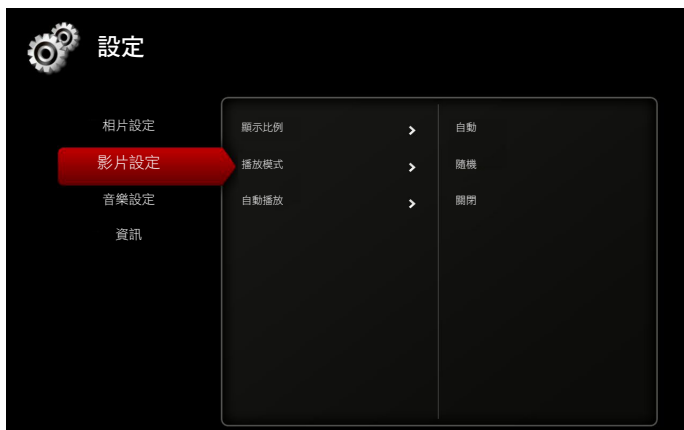 設定
相片設定
影片設定
音樂設定
資訊
顯示比例 自動
播放模式 隨機
自動播放 關閉